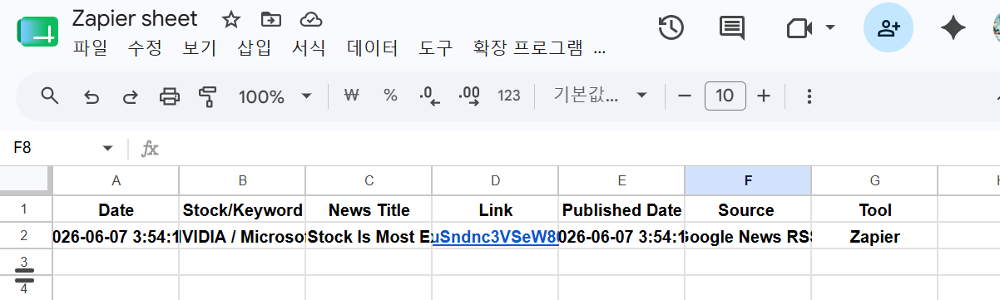 Zapier sheet
파일 수정 보기 삽입 서식 데이터 도구 확장 프로그램 ...
100% ₩ % .0 .00 123 기본값... 10
F8 fx
A B C D E F G
1 Date Stock/Keyword News Title Link Published Date Source Tool
2 026-06-07 3:54:1 VIDIA / Microso Stock Is Most E uSndnc3VSeW8 026-06-07 3:54:1 Google News RSS Zapier
3
4